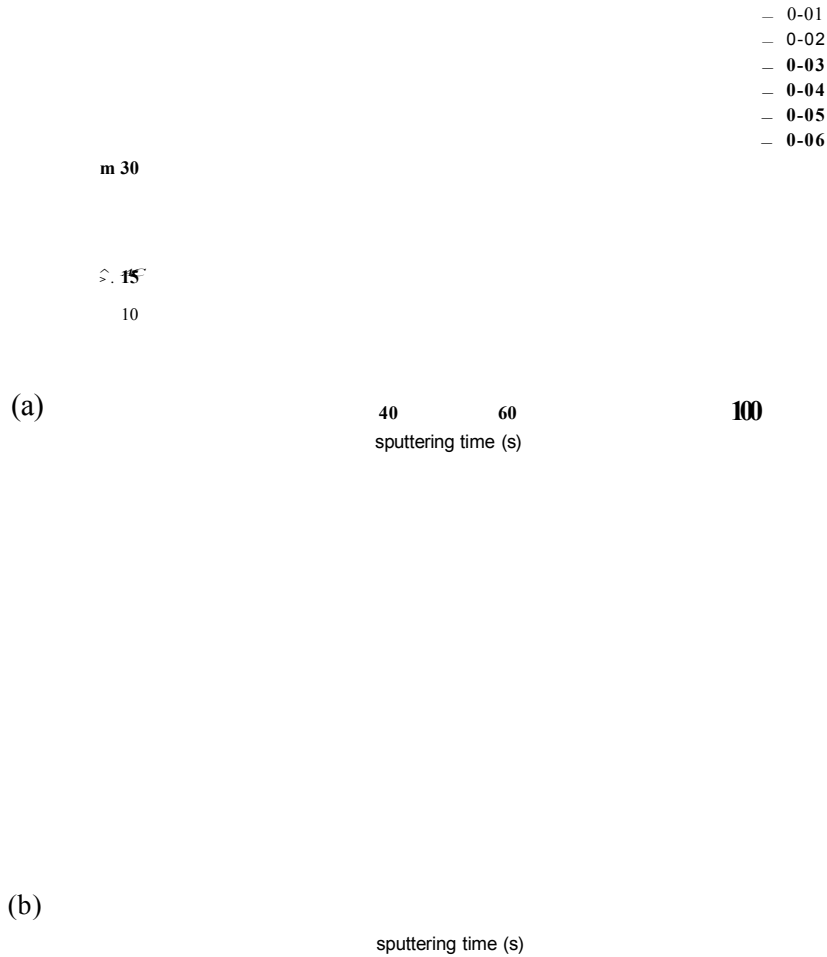 – 0-01
– 0-02
– 0-03
– 0-04
– 0-05
– 0-06
m 30
15
10
(a)
40 60 100
sputtering time (s)
(b)
sputtering time (s)